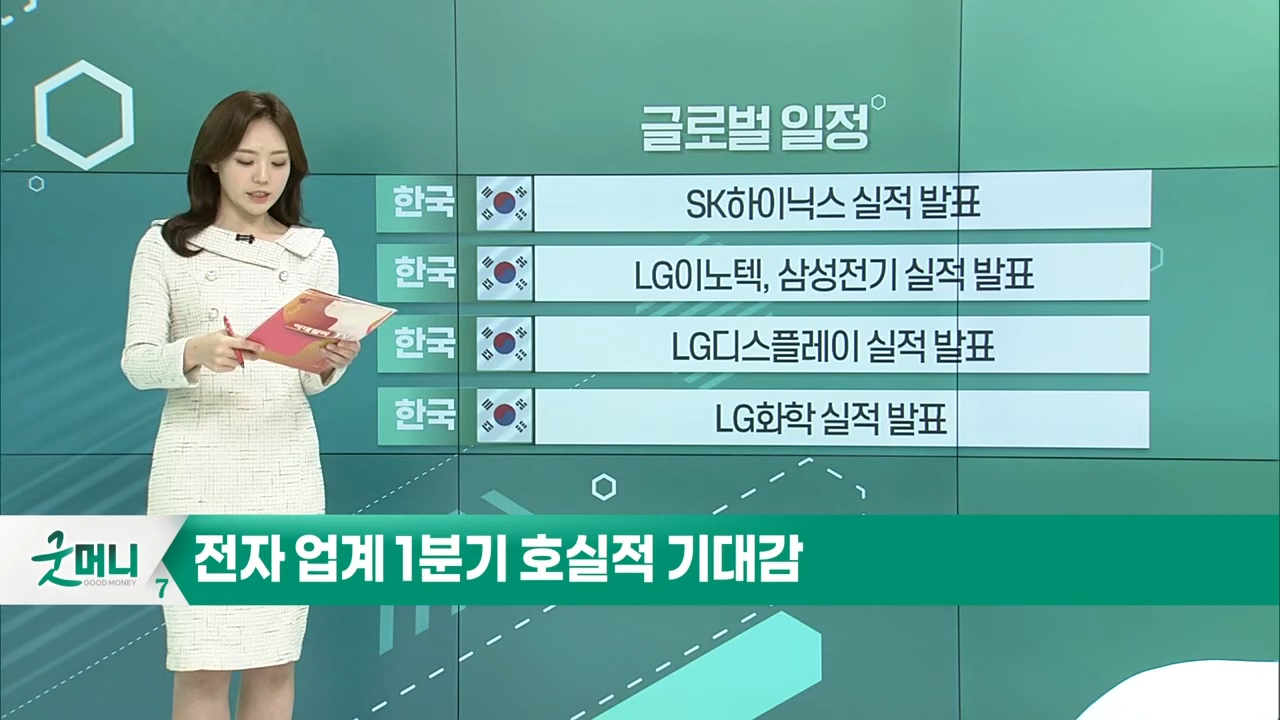 글로벌 일정
한국 SK하이닉스 실적 발표
한국 LG이노텍, 삼성전기 실적 발표
한국 LG디스플레이 실적 발표
한국 LG화학 실적 발표
굿머니
GOOD MONEY
7
전자 업계 1분기 호실적 기대감